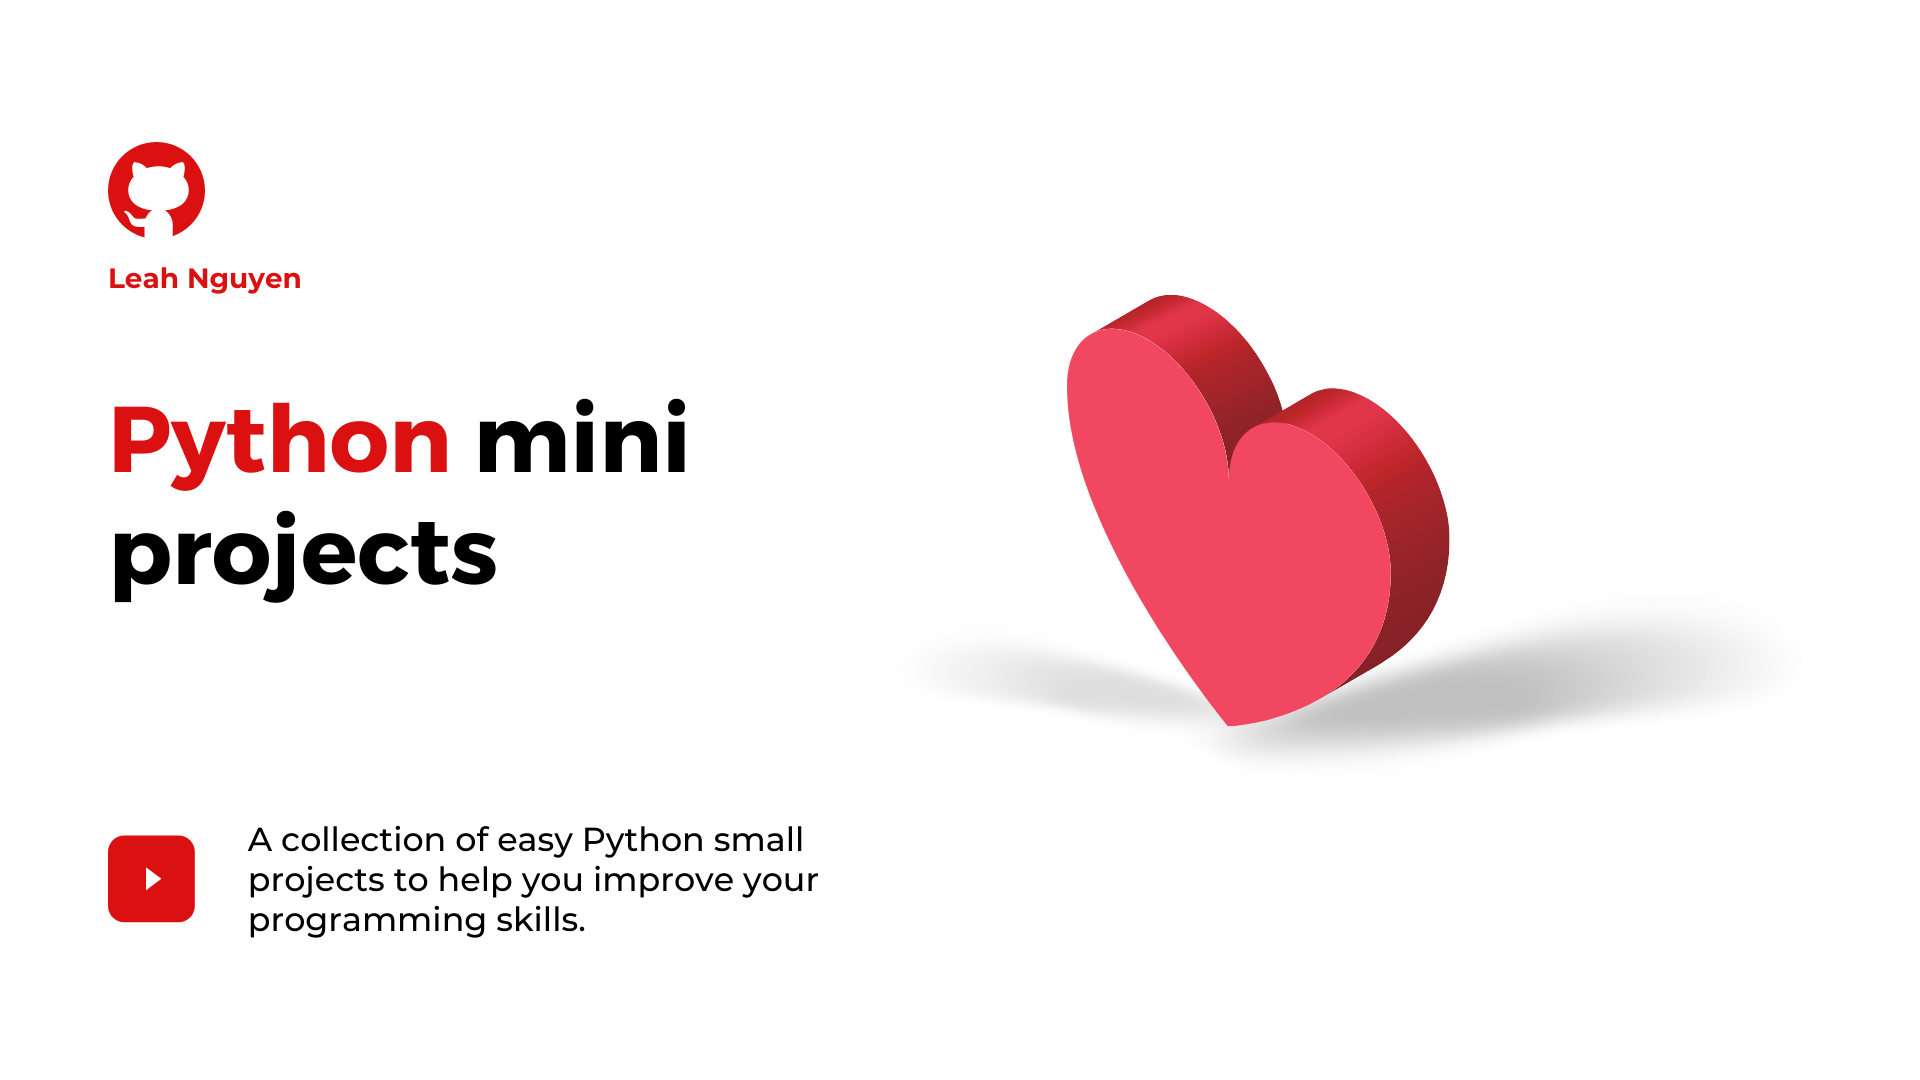 Leah Nguyen
Python mini
projects
A collection of easy Python small
projects to help you improve your
programming skills.